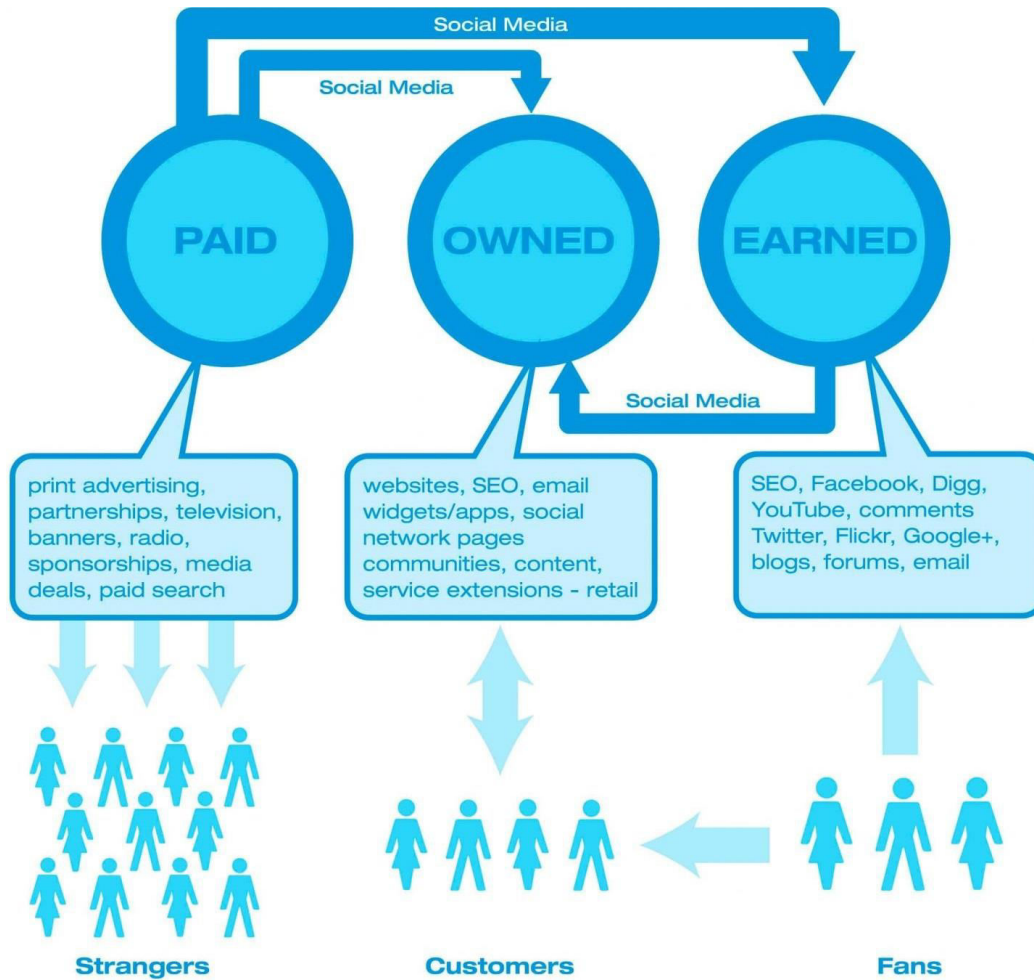 Social Media
Social Media
PAID
OWNED
EARNED
Social Media
print advertising,
partnerships, television,
banners, radio,
sponsorships, media
deals, paid search
websites, SEO, email
widgets/apps, social
network pages
communities, content,
service extensions - retail
SEO, Facebook, Digg,
YouTube, comments
Twitter, Flickr, Google+,
blogs, forums, email
Strangers
Customers
Fans